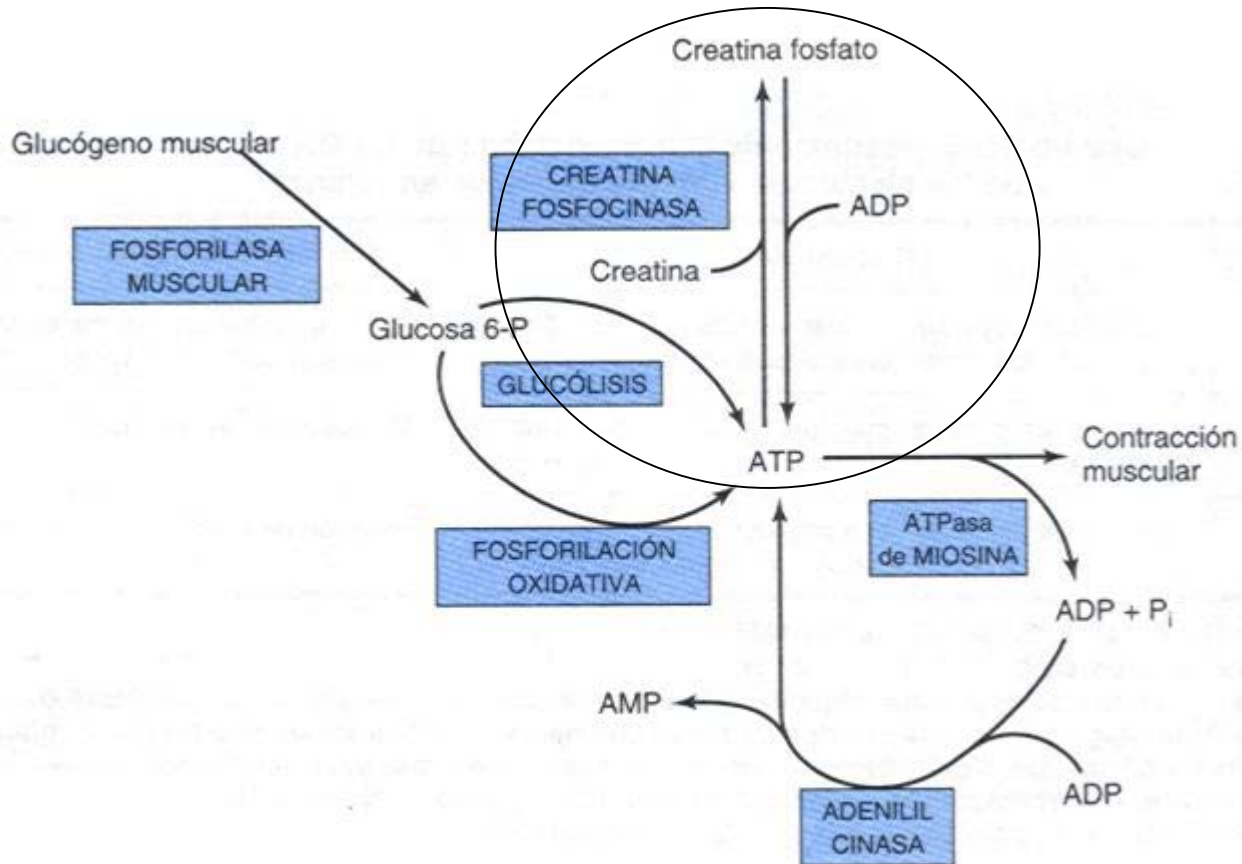 Creatina fosfato
Glucógeno muscular
CREATINA
FOSFOCINASA
ADP
FOSFORILASA
MUSCULAR
Creatina
Glucosa 6-P
GLUCÓLISIS
ATP
Contracción
muscular
ATPasa
de MIOSINA
FOSFORILACIÓN
OXIDATIVA
ADP + Pi
AMP
ADP
ADENILIL
CINASA